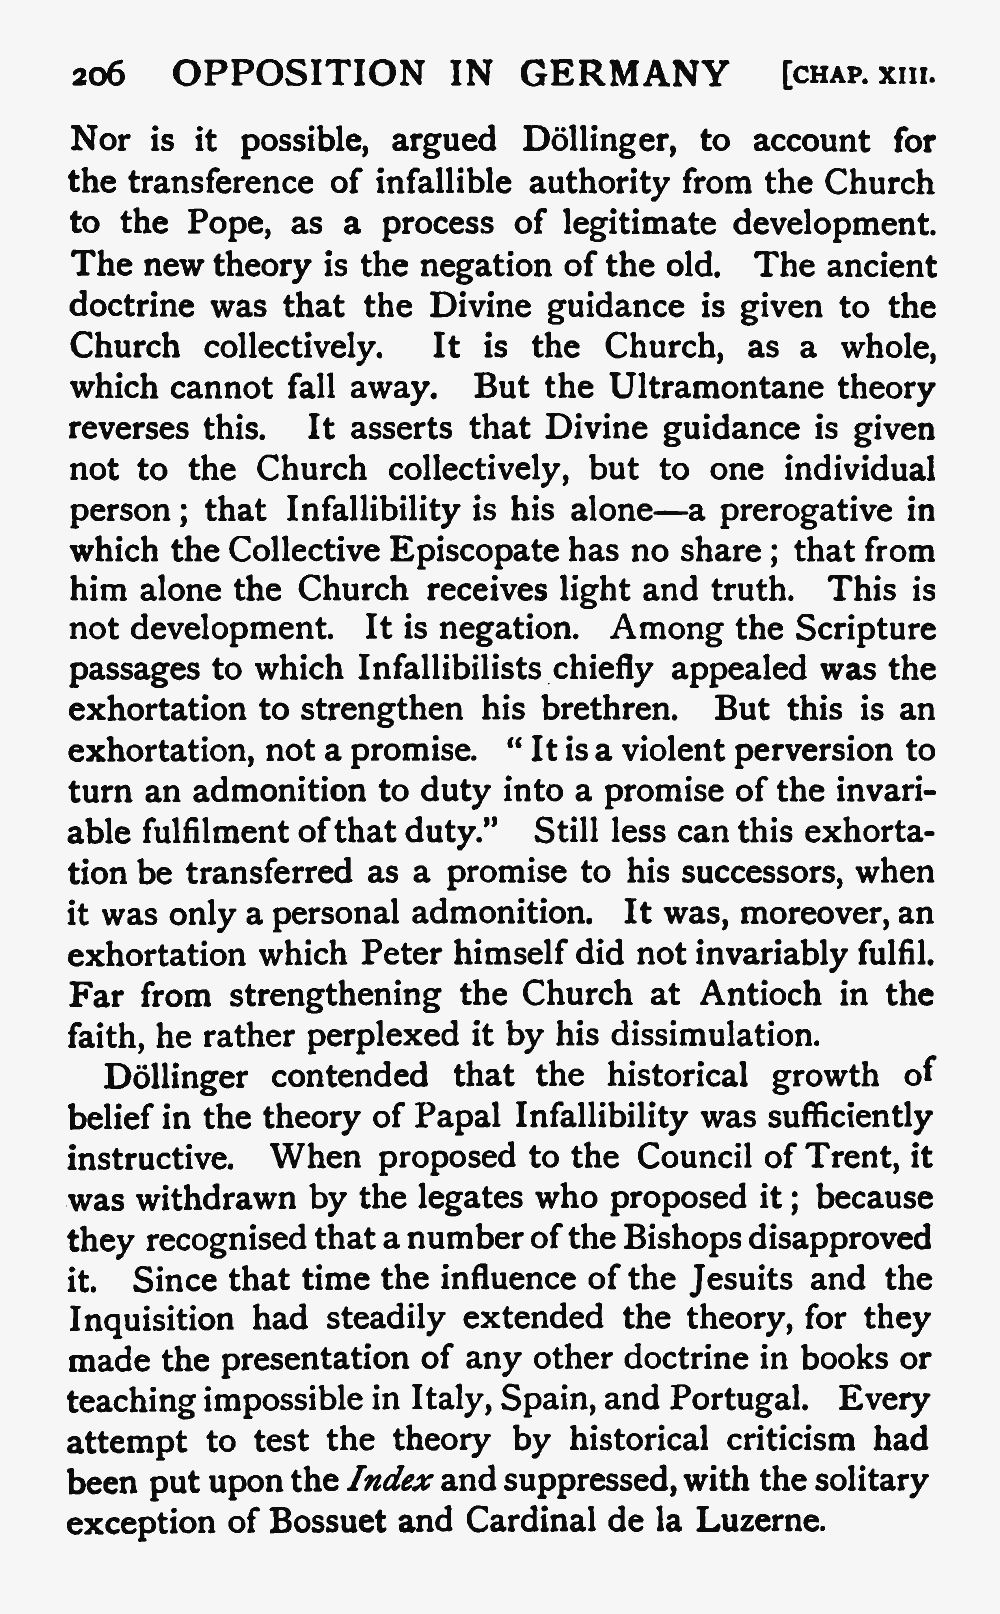 206 OPPOSITION IN GERMANY [CHAP. XIII.
Nor is it possible, argued Döllinger, to account for
the transference of infallible authority from the Church
to the Pope, as a process of legitimate development.
The new theory is the negation of the old. The ancient
doctrine was that the Divine guidance is given to the
Church collectively. It is the Church, as a whole,
which cannot fall away. But the Ultramontane theory
reverses this. It asserts that Divine guidance is given
not to the Church collectively, but to one individual
person ; that Infallibility is his alone—a prerogative in
which the Collective Episcopate has no share ; that from
him alone the Church receives light and truth. This is
not development. It is negation. Among the Scripture
passages to which Infallibilists chiefly appealed was the
exhortation to strengthen his brethren. But this is an
exhortation, not a promise. “ It is a violent perversion to
turn an admonition to duty into a promise of the invari-
able fulfilment of that duty.” Still less can this exhorta-
tion be transferred as a promise to his successors, when
it was only a personal admonition. It was, moreover, an
exhortation which Peter himself did not invariably fulfil.
Far from strengthening the Church at Antioch in the
faith, he rather perplexed it by his dissimulation.
Döllinger contended that the historical growth of
belief in the theory of Papal Infallibility was sufficiently
instructive. When proposed to the Council of Trent, it
was withdrawn by the legates who proposed it ; because
they recognised that a number of the Bishops disapproved
it. Since that time the influence of the Jesuits and the
Inquisition had steadily extended the theory, for they
made the presentation of any other doctrine in books or
teaching impossible in Italy, Spain, and Portugal. Every
attempt to test the theory by historical criticism had
been put upon the Index and suppressed, with the solitary
exception of Bossuet and Cardinal de la Luzerne.